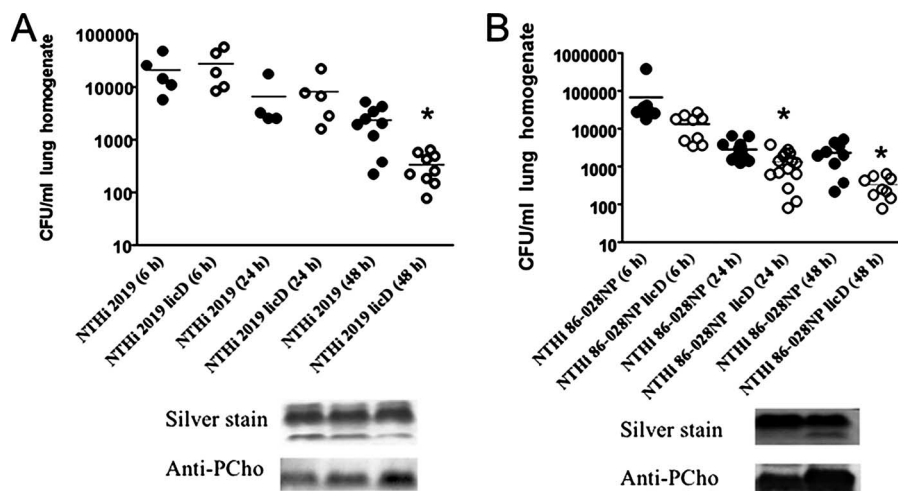 A
CFU/ml lung homogenate
100000
10000
1000
100
10
*
NTHi 2019 (6 h)
NTHi 2019 licD (6 h)
NTHi 2019 (24 h)
NTHi 2019 licD (24 h)
NTHi 2019 (48 h)
NTHi 2019 licD (48 h)
Silver stain
Anti-PCho
B
CFU/ml lung homogenate
1000000
100000
10000
1000
100
10
*
*
NTHi 86-028NP (6 h)
NTHi 86-028NP licD (6 h)
NTHi 86-028NP (24 h)
NTHi 86-028NP licD (24 h)
NTHi 86-028NP (48 h)
NTHi 86-028NP licD (48 h)
Silver stain
Anti-PCho